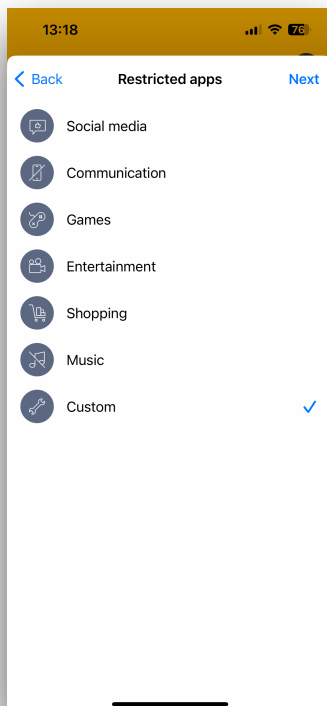 13:18
76
Back
Restricted apps
Next
Social media
Communication
Games
Entertainment
Shopping
Music
Custom